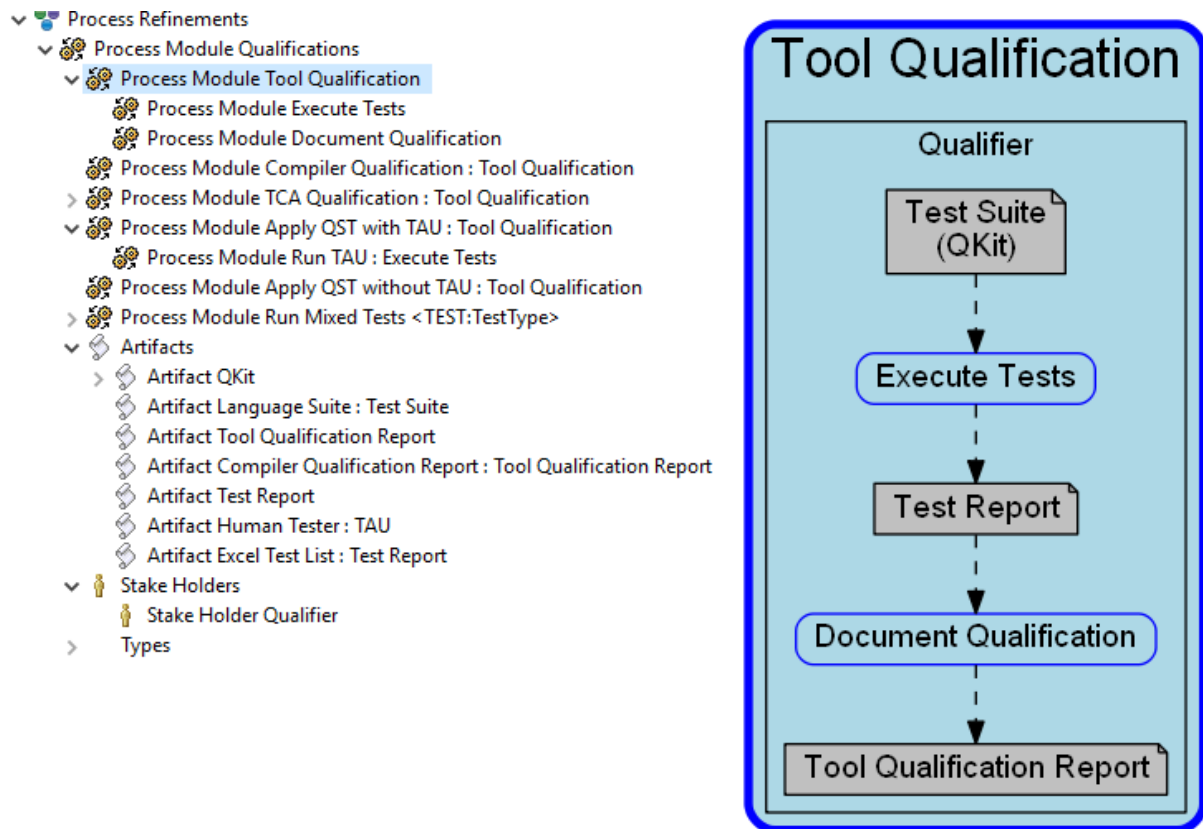 Process Refinements
Process Module Qualifications
Process Module Tool Qualification
Process Module Execute Tests
Process Module Document Qualification
Process Module Compiler Qualification : Tool Qualification
Process Module TCA Qualification : Tool Qualification
Process Module Apply QST with TAU : Tool Qualification
Process Module Run TAU : Execute Tests
Process Module Apply QST without TAU : Tool Qualification
Process Module Run Mixed Tests <TEST:TestType>
Artifacts
Artifact QKit
Artifact Language Suite : Test Suite
Artifact Tool Qualification Report
Artifact Compiler Qualification Report : Tool Qualification Report
Artifact Test Report
Artifact Human Tester : TAU
Artifact Excel Test List : Test Report
Stake Holders
Stake Holder Qualifier
Types
Tool Qualification
Qualifier
Test Suite
(QKit)
Execute Tests
Test Report
Document Qualification
Tool Qualification Report